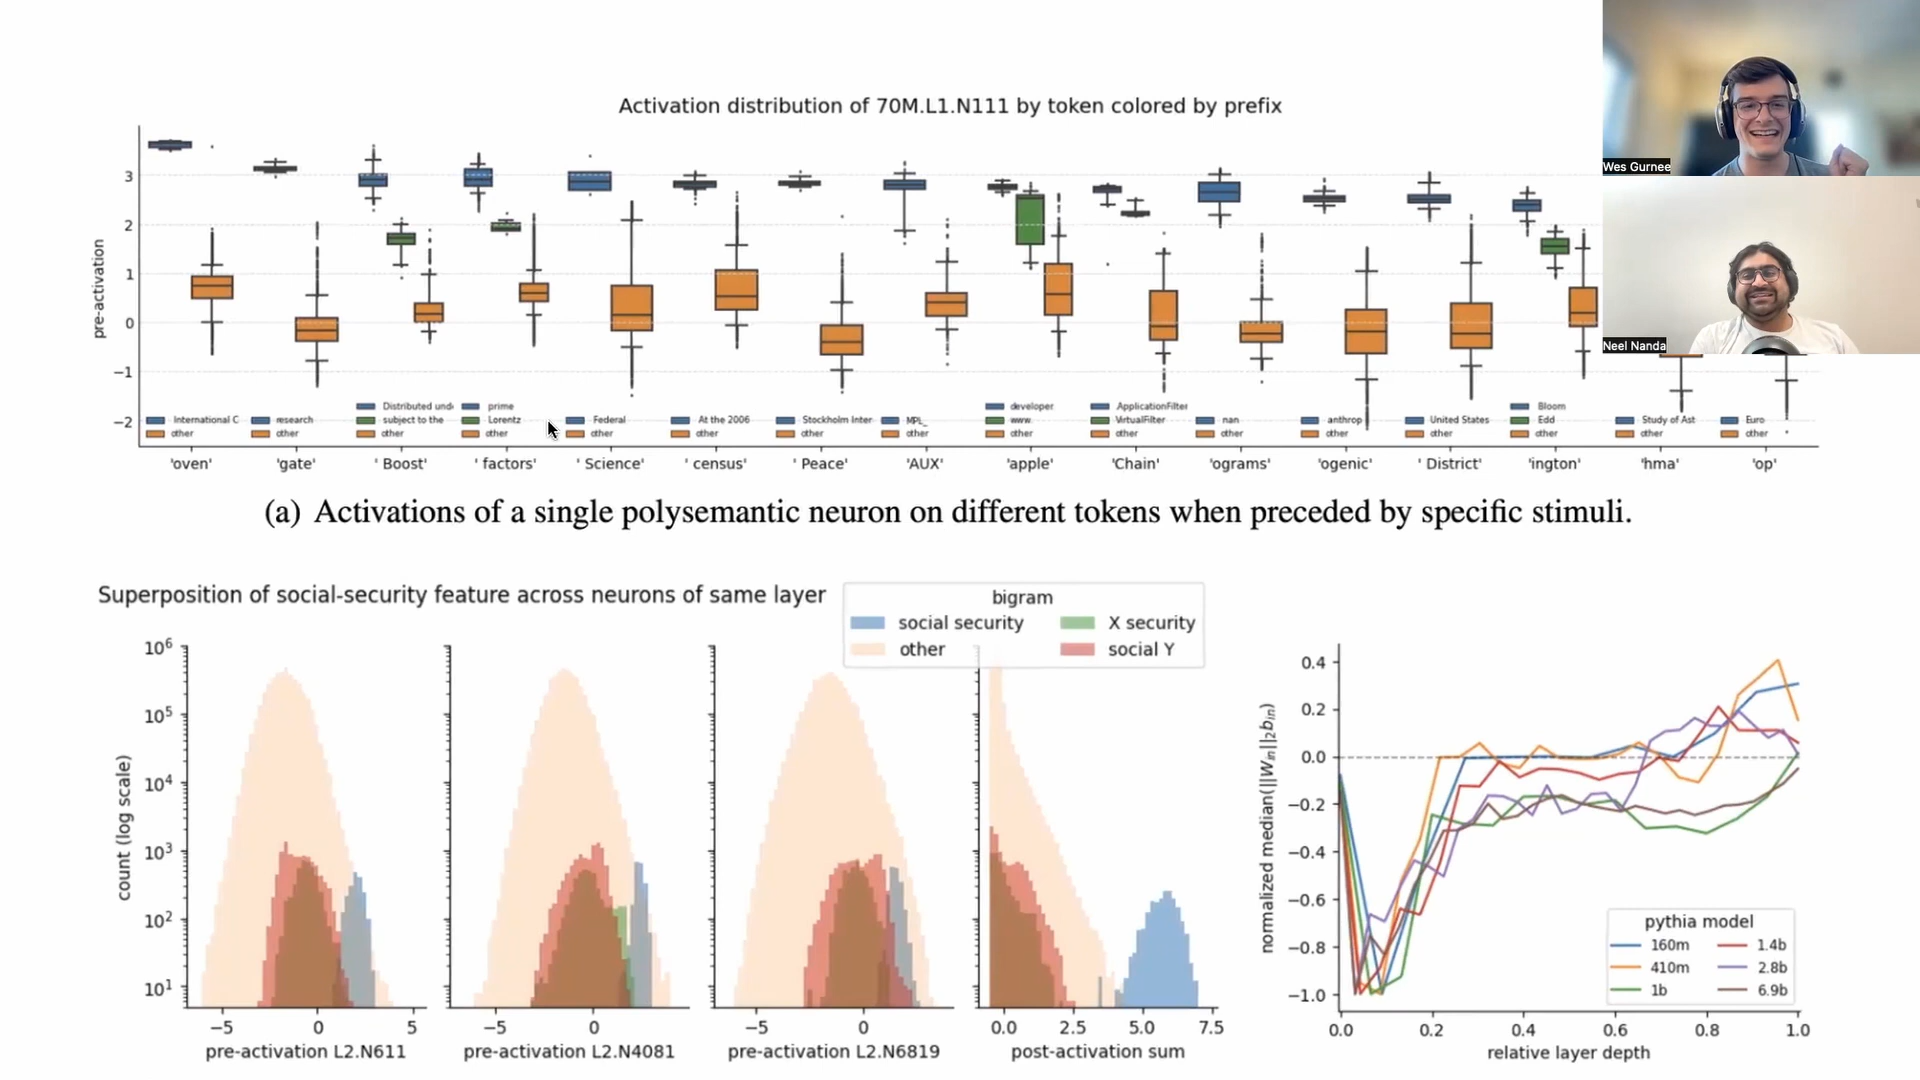 Activation distribution of 70M.L1.N111 by token colored by prefix
Wes Gurnee
Neel Nanda
pre-activation
3
2
1
0
−1
−2
International C
other
research
other
Distributed und
subject to the
other
prime
Lorentz
other
Federal
other
At the 2006
other
Stockholm Inter
other
MPL_
other
developer
www.
other
ApplicationFilter
VirtualFilter
other
nan
other
anthrop
other
United States
other
Bloom
Edd
other
Study of Ast
other
Euro
other
'oven' 'gate' ' Boost' ' factors' ' Science' ' census' ' Peace' 'AUX' 'apple' 'Chain' 'ograms' 'ogenic' ' District' 'ington' 'hma' 'op'
(a) Activations of a single polysemantic neuron on different tokens when preceded by specific stimuli.
Superposition of social-security feature across neurons of same layer
bigram
social security X security
other social Y
count (log scale)
10⁶
10⁵
10⁴
10³
10²
10¹
−5 0 5
pre-activation L2.N611
−5 0
pre-activation L2.N4081
−5 0
pre-activation L2.N6819
0.0 2.5 5.0 7.5
post-activation sum
normalized median(||W_in||₂b_in)
0.4
0.2
0.0
−0.2
−0.4
−0.6
−0.8
−1.0
pythia model
160m 1.4b
410m 2.8b
1b 6.9b
0.0 0.2 0.4 0.6 0.8 1.0
relative layer depth